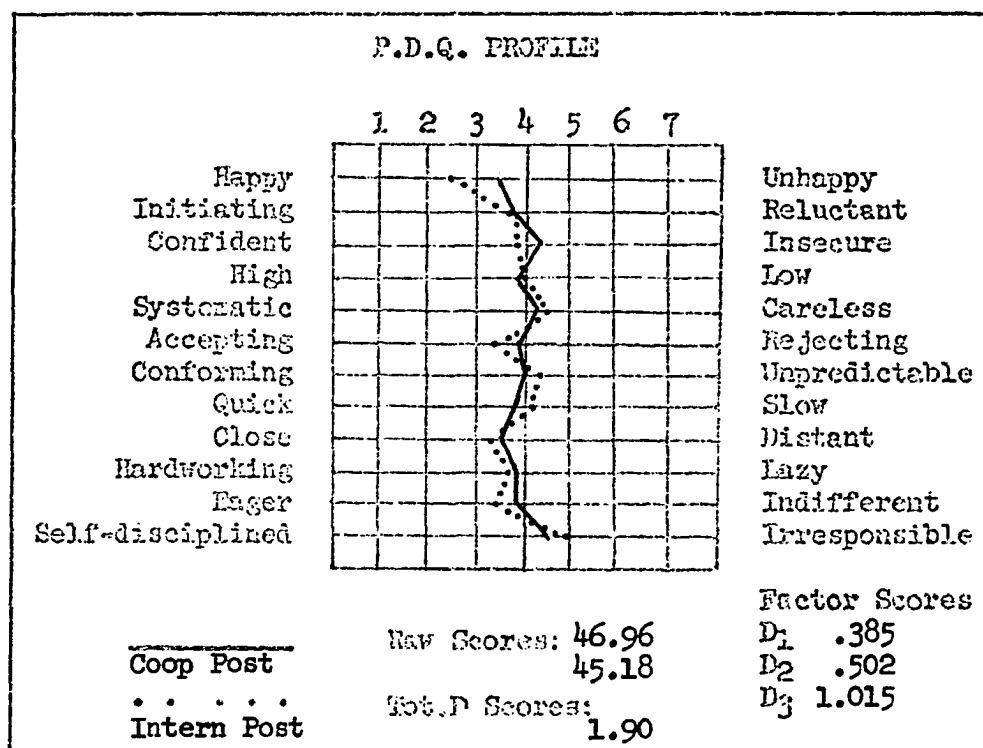 P.D.Q. PROFILE
1 2 3 4 5 6 7
Happy Unhappy
Initiating Reluctant
Confident Insecure
High Low
Systematic Careless
Accepting Rejecting
Conforming Unpredictable
Quick Slow
Close Distant
Hardworking Lazy
Eager Indifferent
Self-disciplined Irresponsible
Factor Scores
Raw Scores: 46.96 D1 .385
Coop Post 45.18 D2 .502
Tot.D Scores: D3 1.015
Intern Post 1.90